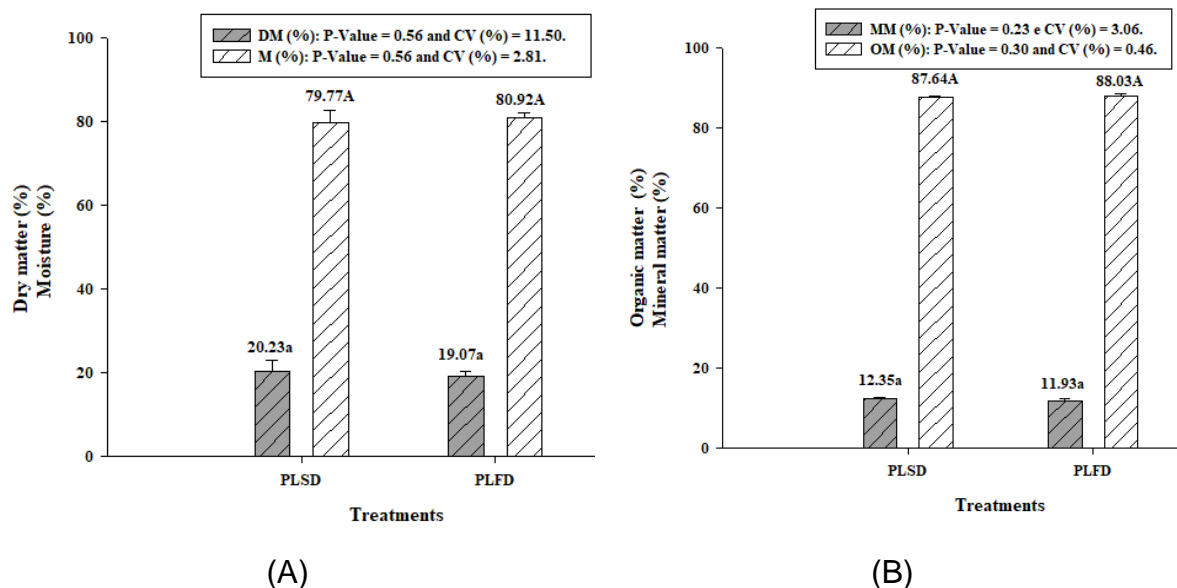 DM (%): P-Value = 0.56 and CV (%) = 11.50.
M (%): P-Value = 0.56 and CV (%) = 2.81.
100
80
60
40
20
0
Dry matter (%)
Moisture (%)
79.77A
80.92A
20.23a
19.07a
PLSD
PLFD
Treatments
(A)
MM (%): P-Value = 0.23 e CV (%) = 3.06.
OM (%): P-Value = 0.30 and CV (%) = 0.46.
100
80
60
40
20
0
Organic matter (%)
Mineral matter (%)
87.64A
88.03A
12.35a
11.93a
PLSD
PLFD
Treatments
(B)